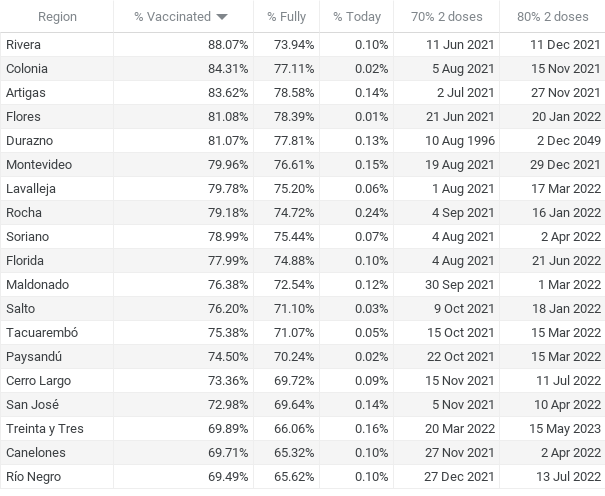 Region % Vaccinated % Fully % Today 70% 2 doses 80% 2 doses
Rivera 88.07% 73.94% 0.10% 11 Jun 2021 11 Dec 2021
Colonia 84.31% 77.11% 0.02% 5 Aug 2021 15 Nov 2021
Artigas 83.62% 78.58% 0.14% 2 Jul 2021 27 Nov 2021
Flores 81.08% 78.39% 0.01% 21 Jun 2021 20 Jan 2022
Durazno 81.07% 77.81% 0.13% 10 Aug 1996 2 Dec 2049
Montevideo 79.96% 76.61% 0.15% 19 Aug 2021 29 Dec 2021
Lavalleja 79.78% 75.20% 0.06% 1 Aug 2021 17 Mar 2022
Rocha 79.18% 74.72% 0.24% 4 Sep 2021 16 Jan 2022
Soriano 78.99% 75.44% 0.07% 4 Aug 2021 2 Apr 2022
Florida 77.99% 74.88% 0.10% 4 Aug 2021 21 Jun 2022
Maldonado 76.38% 72.54% 0.12% 30 Sep 2021 1 Mar 2022
Salto 76.20% 71.10% 0.03% 9 Oct 2021 18 Jan 2022
Tacuarembó 75.38% 71.07% 0.05% 15 Oct 2021 15 Mar 2022
Paysandú 74.50% 70.24% 0.02% 22 Oct 2021 15 Mar 2022
Cerro Largo 73.36% 69.72% 0.09% 15 Nov 2021 11 Jul 2022
San José 72.98% 69.64% 0.14% 5 Nov 2021 10 Apr 2022
Treinta y Tres 69.89% 66.06% 0.16% 20 Mar 2022 15 May 2023
Canelones 69.71% 65.32% 0.10% 27 Nov 2021 2 Apr 2022
Río Negro 69.49% 65.62% 0.10% 27 Dec 2021 13 Jul 2022